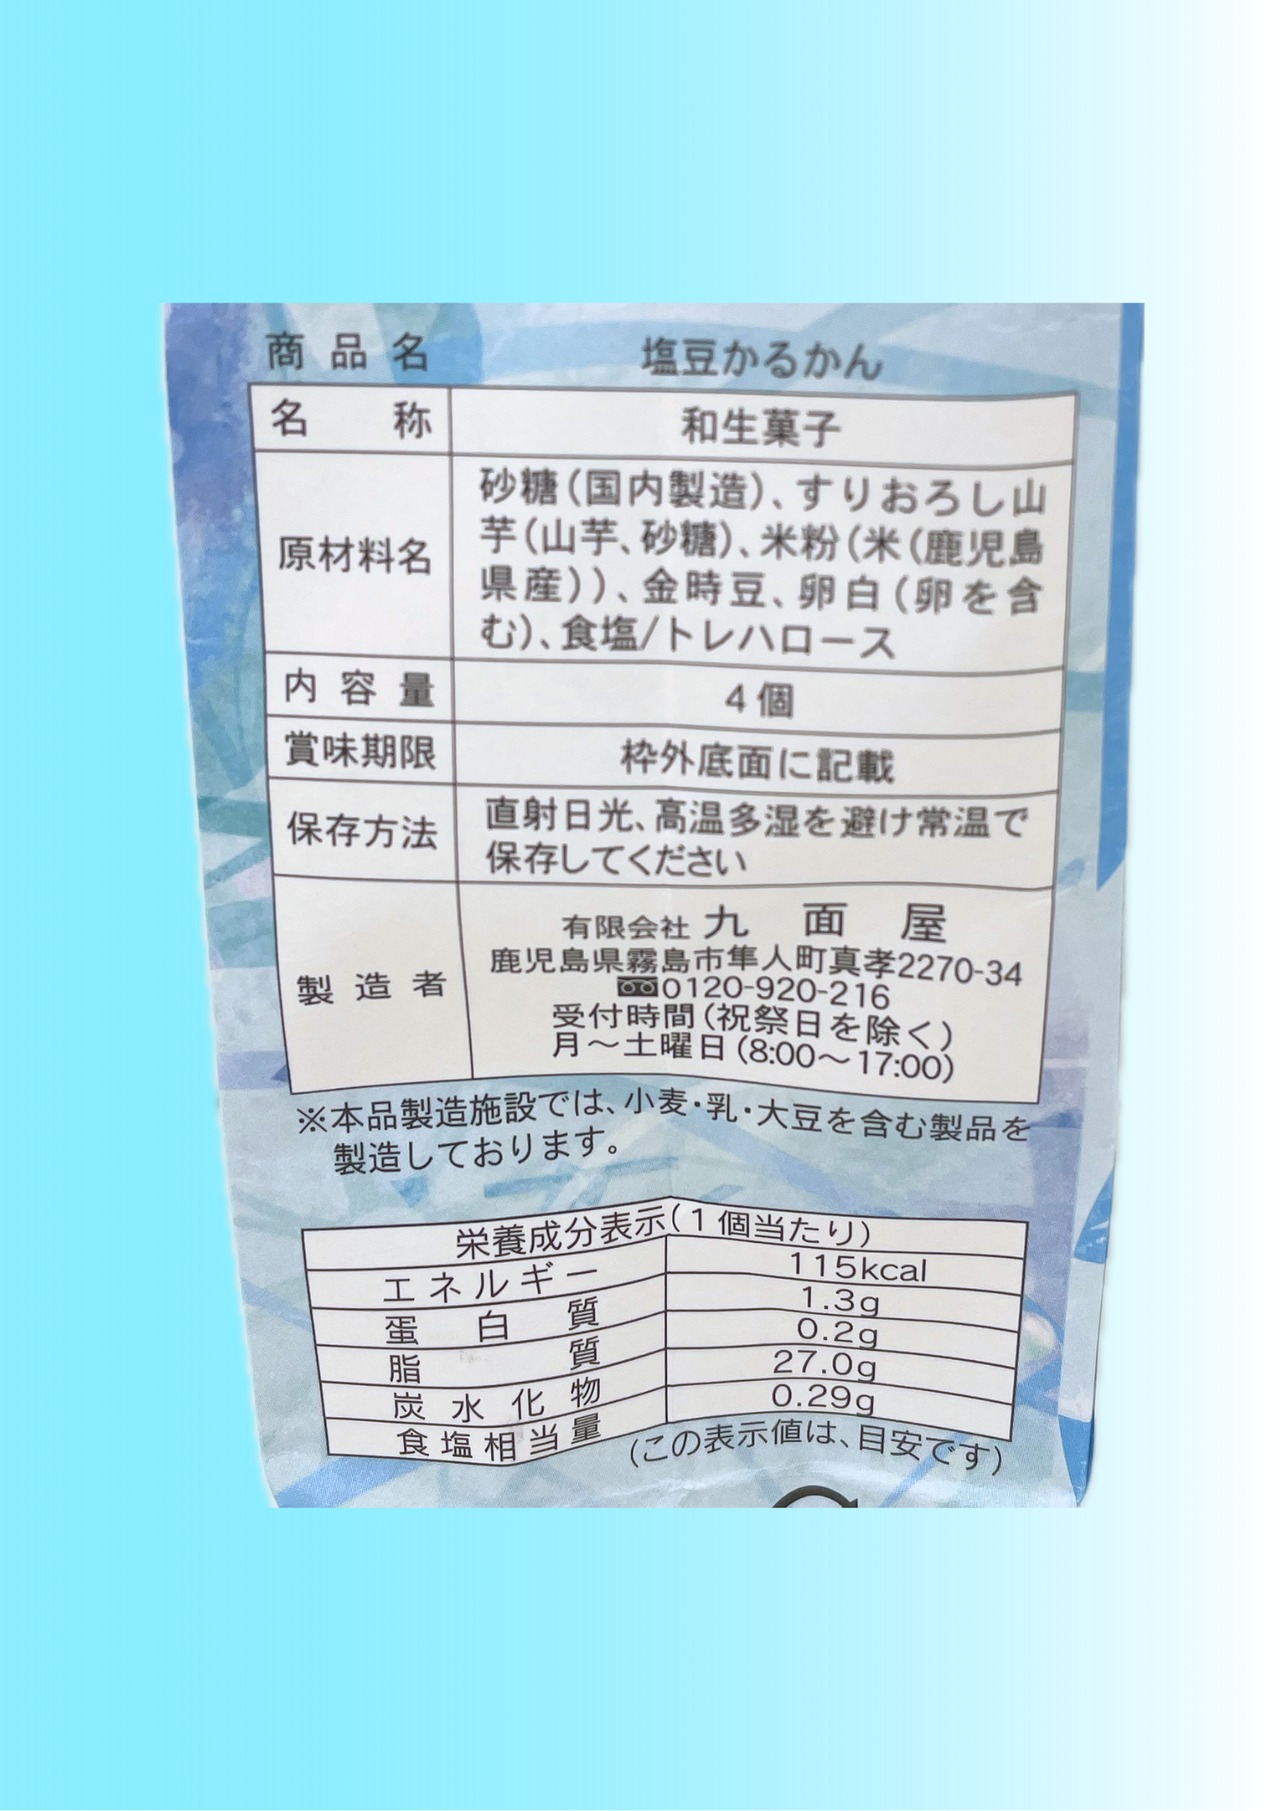 商品名 塩豆かるかん
名称 和生菓子
原材料名 砂糖(国内製造)、すりおろし山
芋(山芋、砂糖)、米粉(米(鹿児島
県産))、金時豆、卵白(卵を含
む)、食塩/トレハロース
内容量 4個
賞味期限 枠外底面に記載
保存方法 直射日光、高温多湿を避け常温で
保存してください
製造者 有限会社 九面屋
鹿児島県霧島市隼人町真孝2270-34
0120-920-216
受付時間(祝祭日を除く)
月〜土曜日(8:00〜17:00)
※本品製造施設では、小麦・乳・大豆を含む製品を
製造しております。
栄養成分表示(1個当たり)
エネルギー 115kcal
蛋白質 1.3g
脂質 0.2g
炭水化物 27.0g
食塩相当量 0.29g
(この表示値は、目安です)